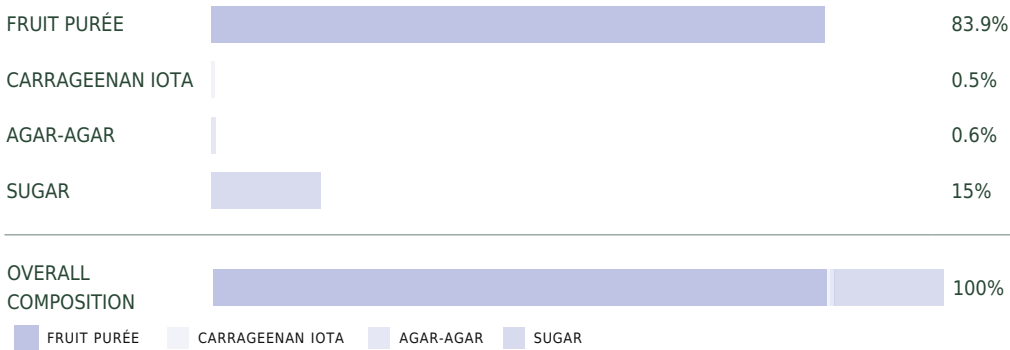 FRUIT PURÉE 83.9%
CARRAGEENAN IOTA 0.5%
AGAR-AGAR 0.6%
SUGAR 15%
OVERALL
COMPOSITION 100%
FRUIT PURÉE CARRAGEENAN IOTA AGAR-AGAR SUGAR